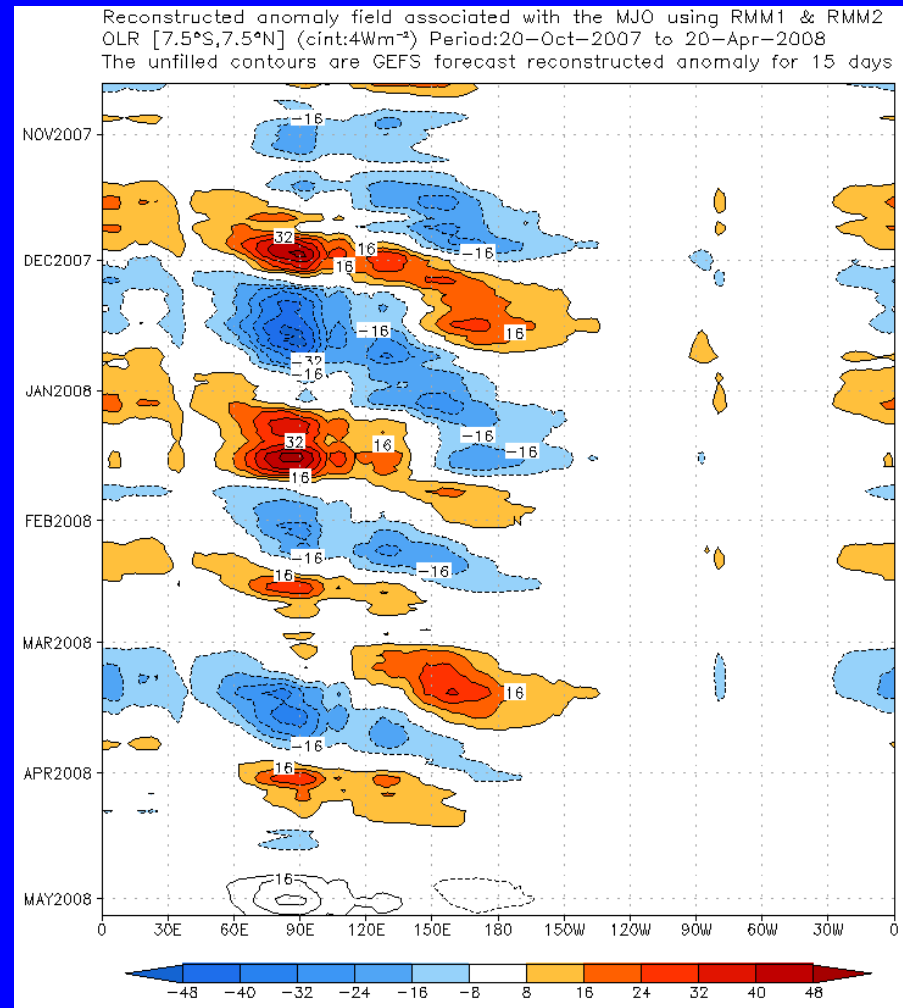 Reconstructed anomaly field associated with the MJO using RMM1 & RMM2
OLR [7.5°S,7.5°N] (cint:4Wm⁻²) Period:20-Oct-2007 to 20-Apr-2008
The unfilled contours are GEFS forecast reconstructed anomaly for 15 days
-16
NOV2007
32
16
-16
DEC2007
16
16
-16
16
-32
-16
JAN2008
32
16
-16
-16
16
FEB2008
N
-16
-16
16
MAR2008
16
-16
APR2008
16
16
MAY2008
0 30E 60E 90E 120E 150E 180 150W 120W 90W 60W 30W 0
-48 -40 -32 -24 -16 -8 8 16 24 32 40 48